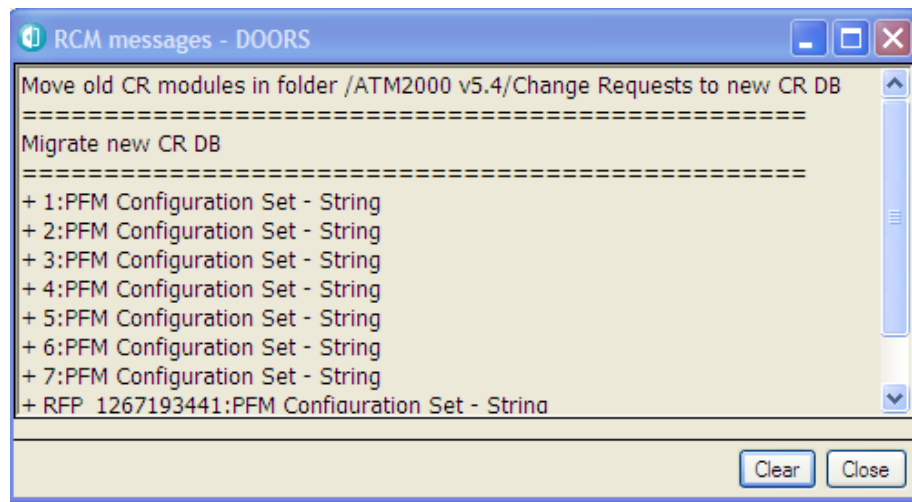 RCM messages - DOORS
Move old CR modules in folder /ATM2000 v5.4/Change Requests to new CR DB
================================================
Migrate new CR DB
================================================
+ 1:PFM Configuration Set - String
+ 2:PFM Configuration Set - String
+ 3:PFM Configuration Set - String
+ 4:PFM Configuration Set - String
+ 5:PFM Configuration Set - String
+ 6:PFM Configuration Set - String
+ 7:PFM Configuration Set - String
+ RFP_1267193441:PFM Configuration Set - String
Clear Close